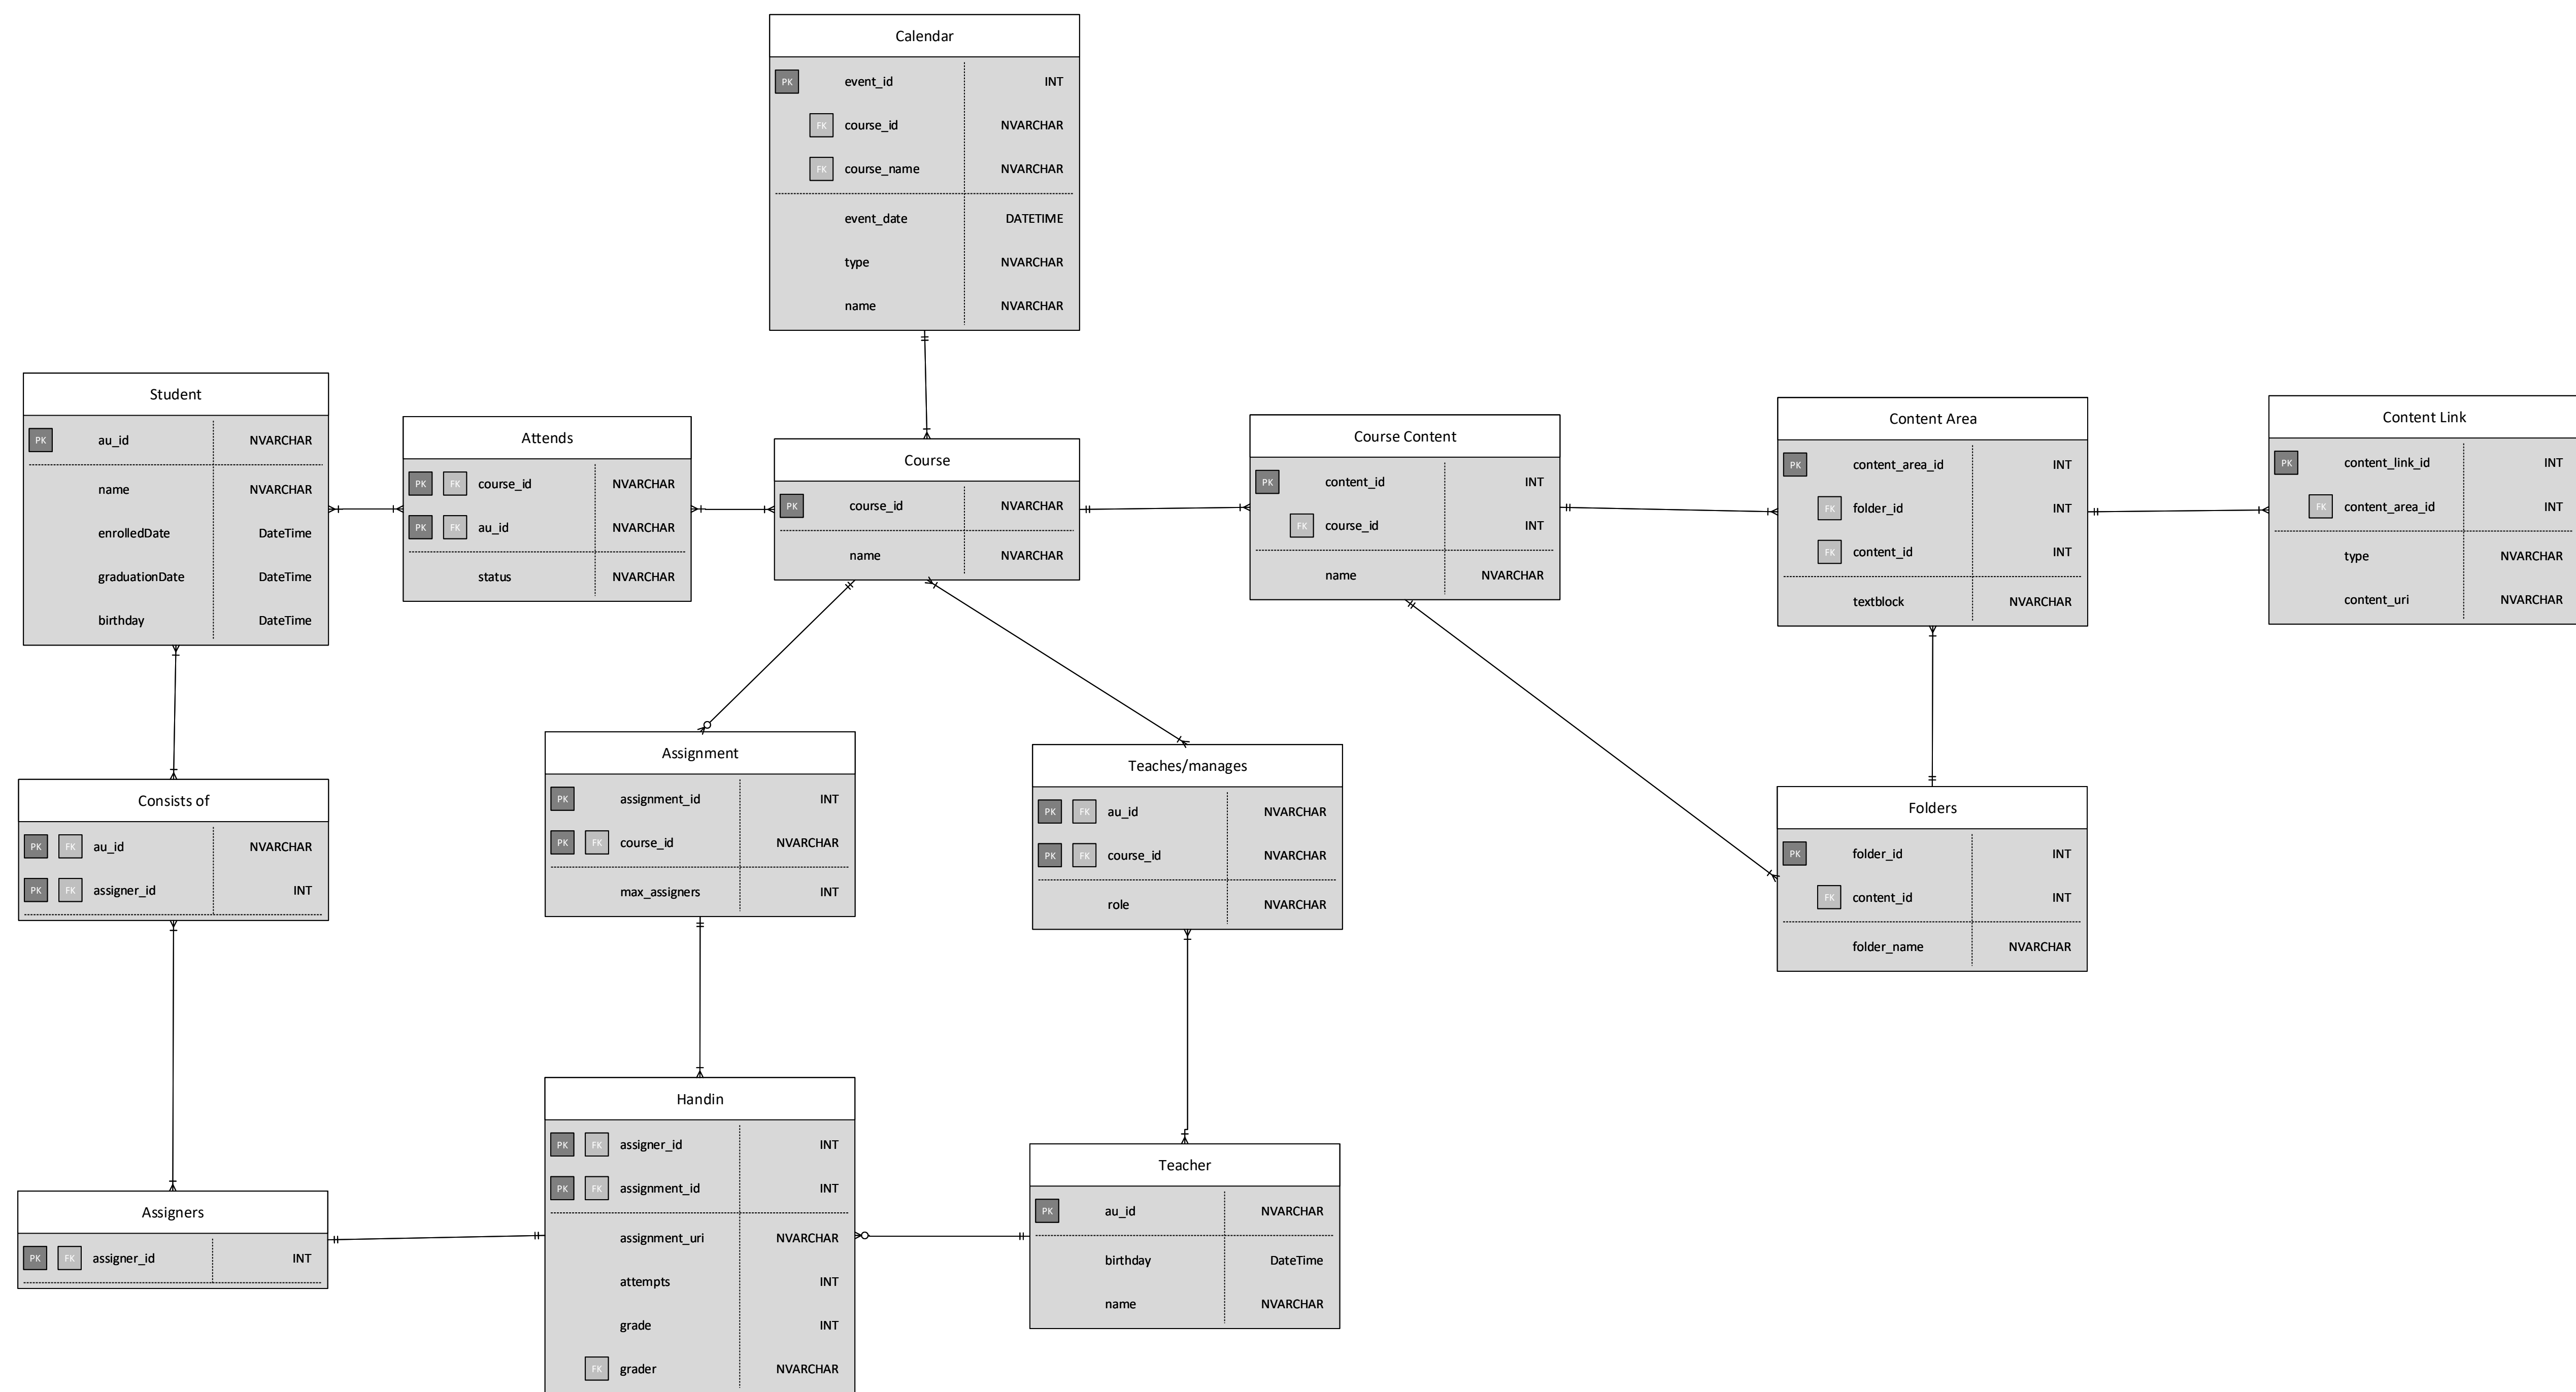 Calendar
PK event_id INT
FK course_id NVARCHAR
FK course_name NVARCHAR
event_date DATETIME
type NVARCHAR
name NVARCHAR
Student
PK au_id NVARCHAR
name NVARCHAR
enrolledDate DateTime
graduationDate DateTime
birthday DateTime
Attends
PK FK course_id NVARCHAR
PK FK au_id NVARCHAR
status NVARCHAR
Course
PK course_id NVARCHAR
name NVARCHAR
Course Content
PK content_id INT
FK course_id INT
name NVARCHAR
Content Area
PK content_area_id INT
FK folder_id INT
FK content_id INT
textblock NVARCHAR
Content Link
PK content_link_id INT
FK content_area_id INT
type NVARCHAR
content_uri NVARCHAR
Consists of
PK FK au_id NVARCHAR
PK FK assigner_id INT
Assignment
PK assignment_id INT
PK FK course_id NVARCHAR
max_assigners INT
Teaches/manages
PK FK au_id NVARCHAR
PK FK course_id NVARCHAR
role NVARCHAR
Folders
PK folder_id INT
FK content_id INT
folder_name NVARCHAR
Assigners
PK FK assigner_id INT
Handin
PK FK assigner_id INT
PK FK assignment_id INT
assignment_uri NVARCHAR
attempts INT
grade INT
FK grader NVARCHAR
Teacher
PK au_id NVARCHAR
birthday DateTime
name NVARCHAR